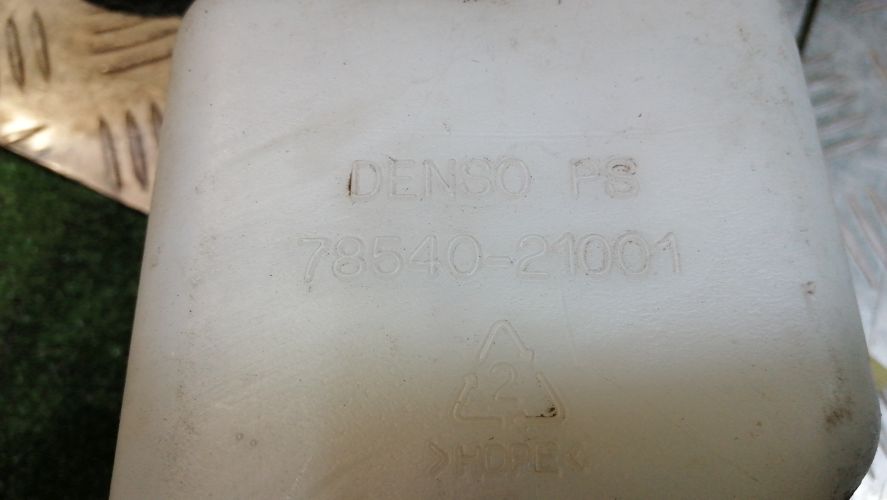 DENSO PS
78540-21001
2
>HDPE<